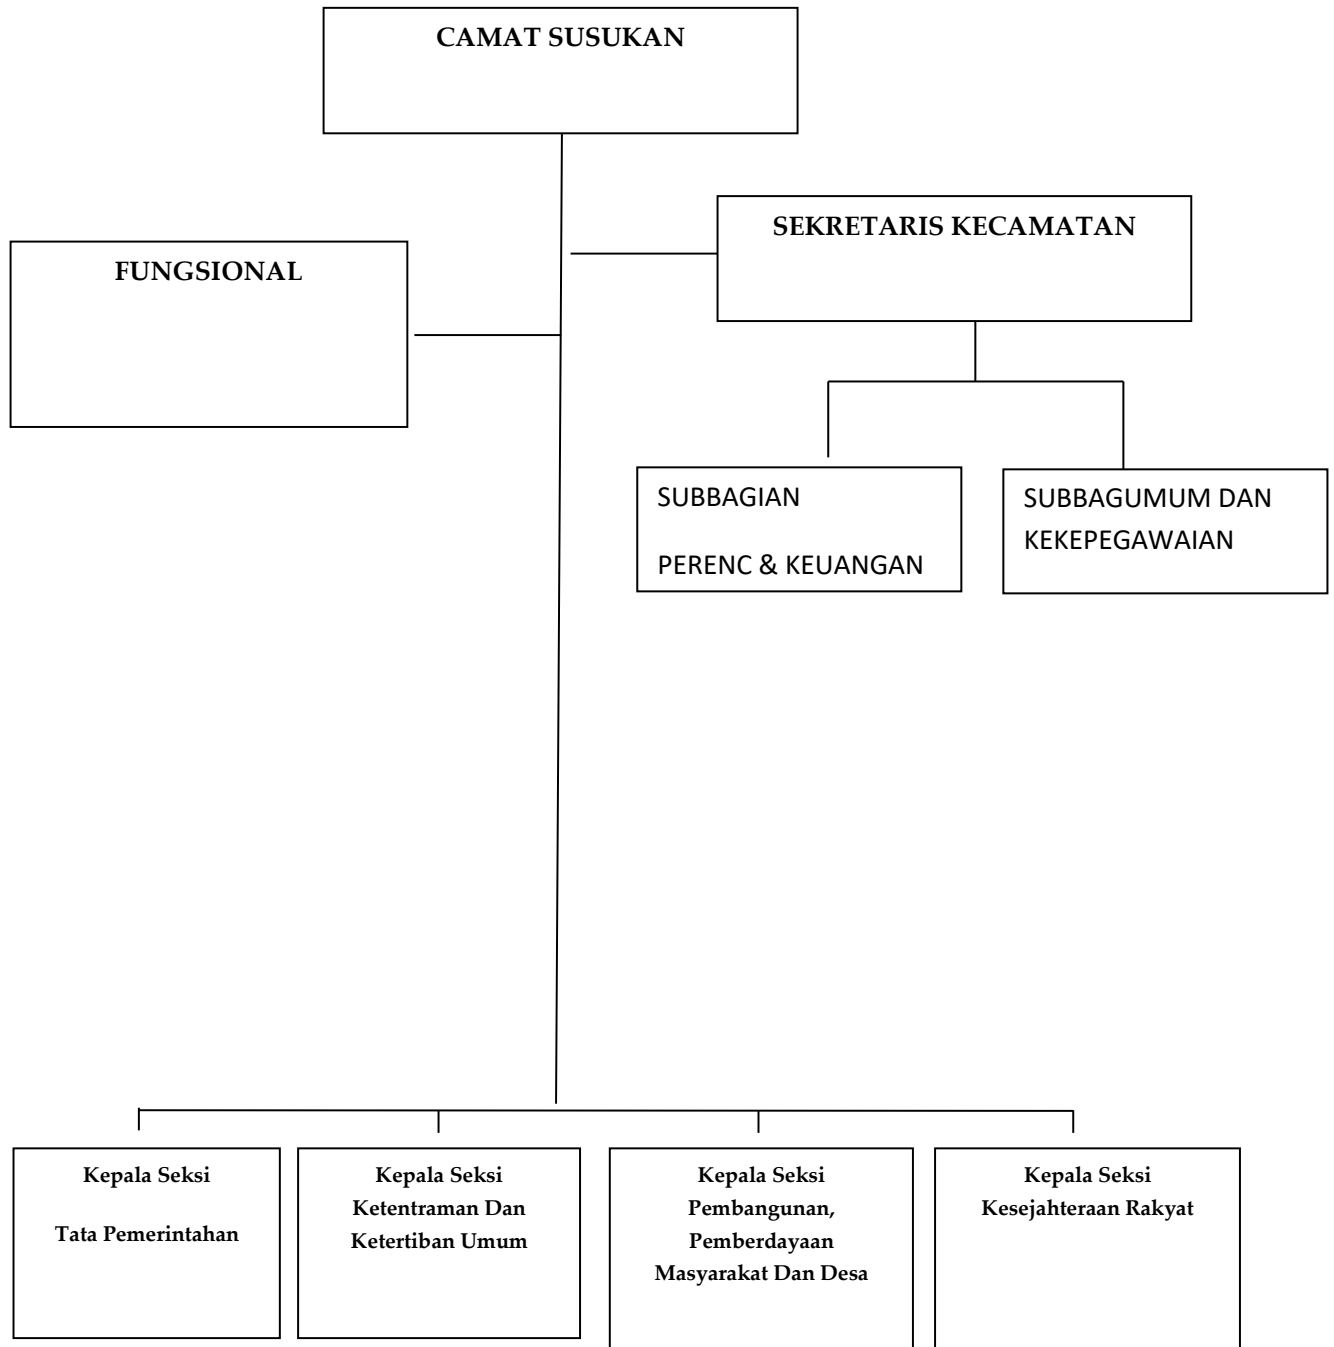 CAMAT SUSUKAN
SEKRETARIS KECAMATAN
FUNGSIONAL
SUBBAGIAN
PERENC & KEUANGAN
SUBBAGUMUM DAN
KEKEPEGAWAIAN
Kepala Seksi
Tata Pemerintahan
Kepala Seksi
Ketentraman Dan
Ketertiban Umum
Kepala Seksi
Pembangunan,
Pemberdayaan
Masyarakat Dan Desa
Kepala Seksi
Kesejahteraan Rakyat